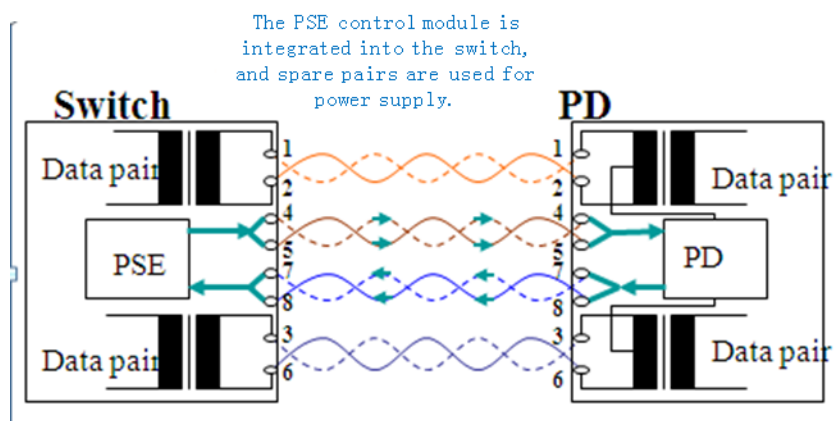 The PSE control module is
integrated into the switch,
and spare pairs are used for
power supply.
Switch
PD
1
1
Data pair
Data pair
2
2
4
4
PSE
PD
5
5
7
7
8
8
3
3
Data pair
Data pair
6
6